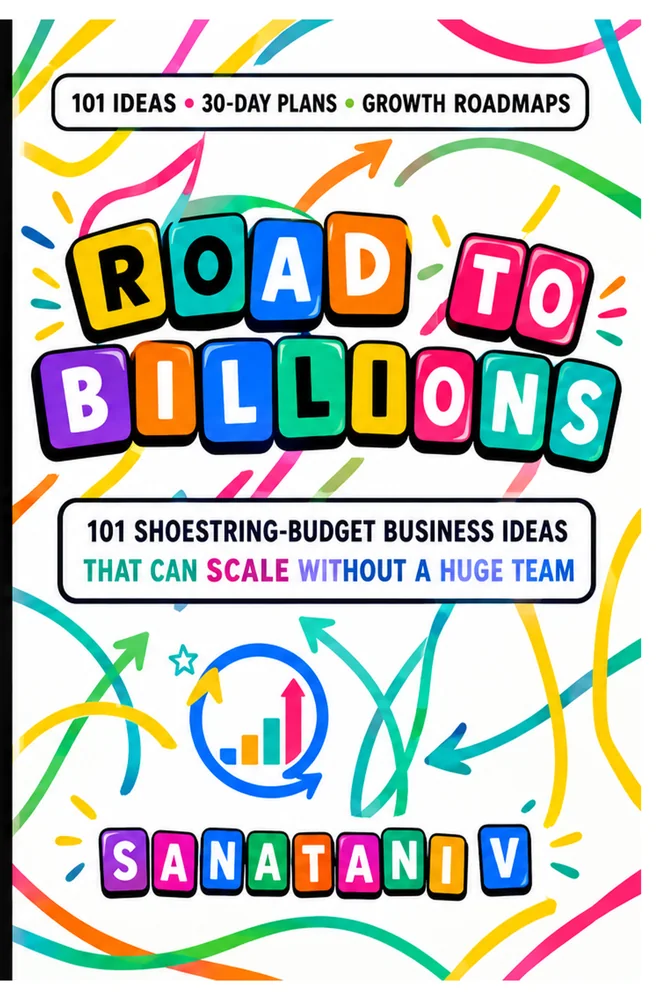 101 IDEAS • 30-DAY PLANS • GROWTH ROADMAPS
ROAD TO
BILLIONS
101 SHOESTRING-BUDGET BUSINESS IDEAS
THAT CAN SCALE WITHOUT A HUGE TEAM
SANATANI V